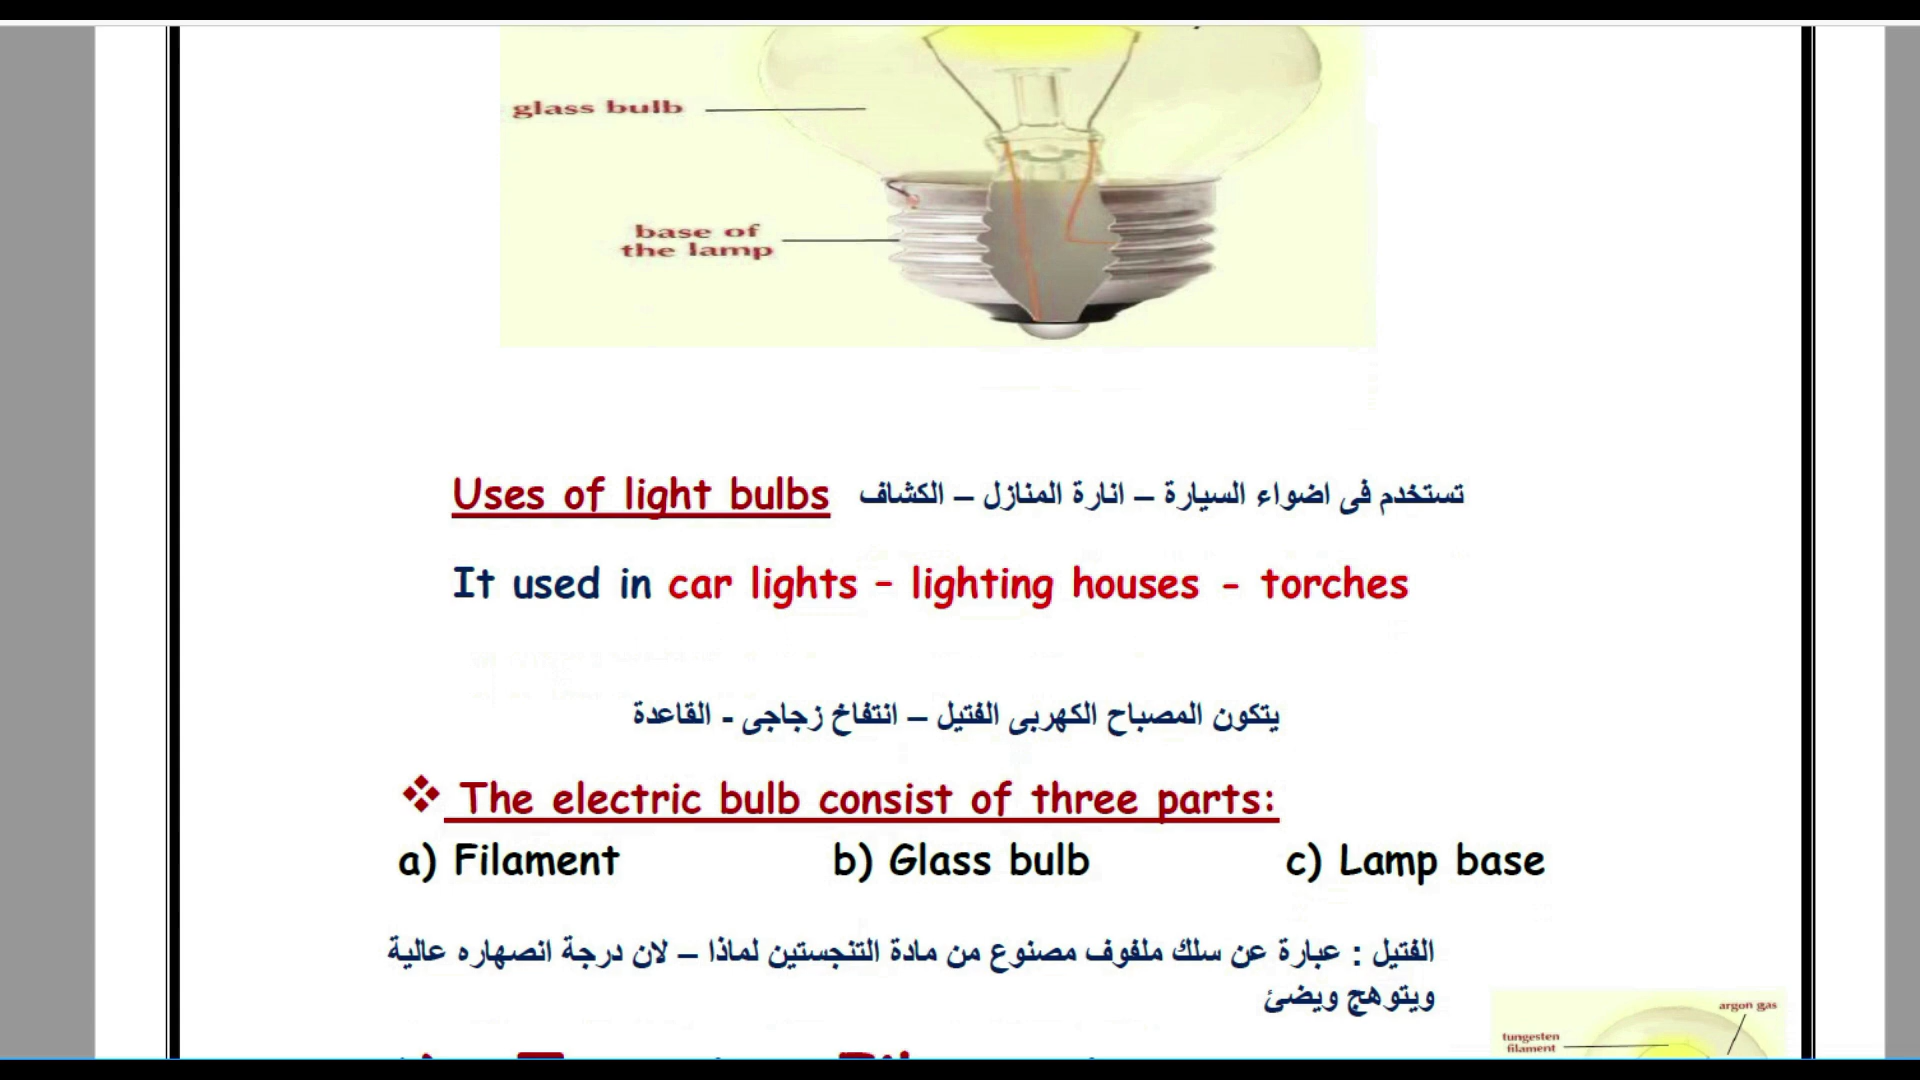 glass bulb
base of
the lamp
Uses of light bulbs تستخدم فى اضواء السيارة – انارة المنازل – الكشاف
It used in car lights – lighting houses - torches
يتكون المصباح الكهربى الفتيل – انتفاخ زجاجى - القاعدة
❖ The electric bulb consist of three parts:
a) Filament b) Glass bulb c) Lamp base
الفتيل : عبارة عن سلك ملفوف مصنوع من مادة التنجستين لماذا – لان درجة انصهاره عالية
ويتوهج ويضئ
argon gas
tungesten
filament